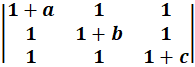 |1 + a 1 1|
|1 1 + b 1|
|1 1 1 + c|